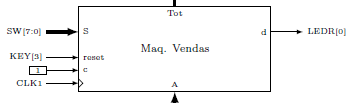 Tot
SW[7:0] S d LEDR[0]
Maq. Vendas
KEY[3] reset
1 c
CLK1 A